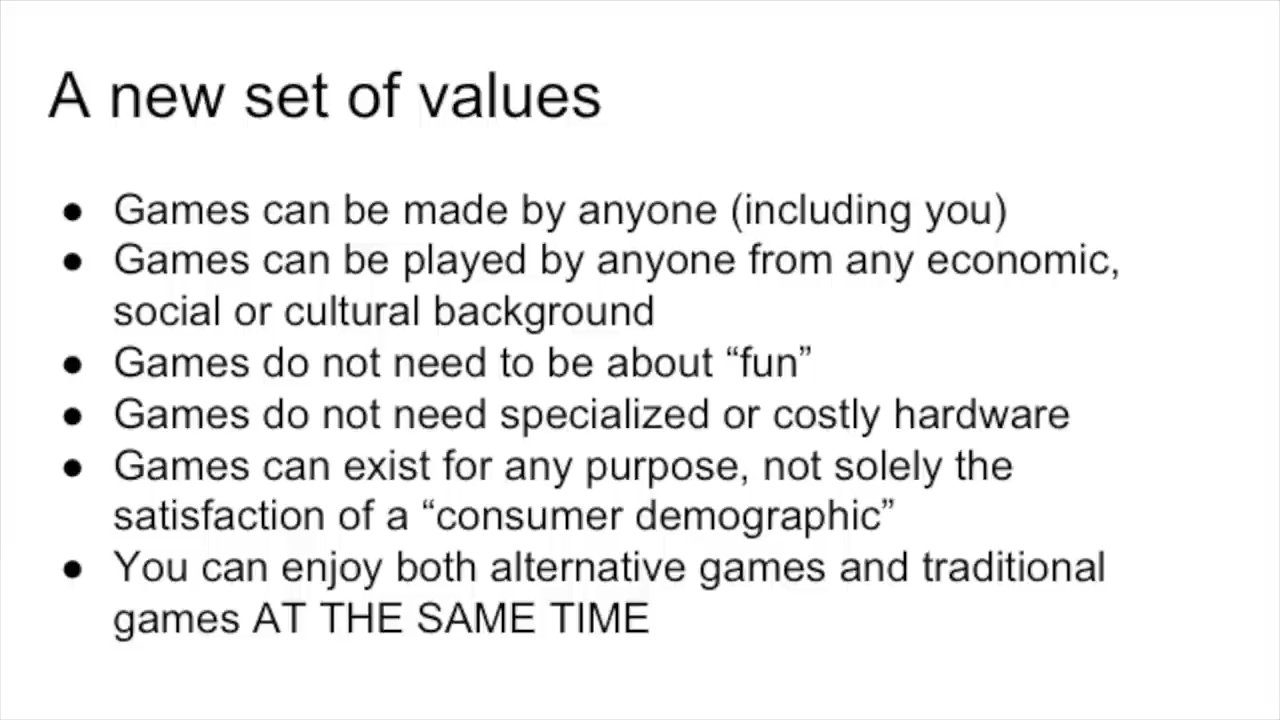 A new set of values
● Games can be made by anyone (including you)
● Games can be played by anyone from any economic,
social or cultural background
● Games do not need to be about “fun”
● Games do not need specialized or costly hardware
● Games can exist for any purpose, not solely the
satisfaction of a “consumer demographic”
● You can enjoy both alternative games and traditional
games AT THE SAME TIME